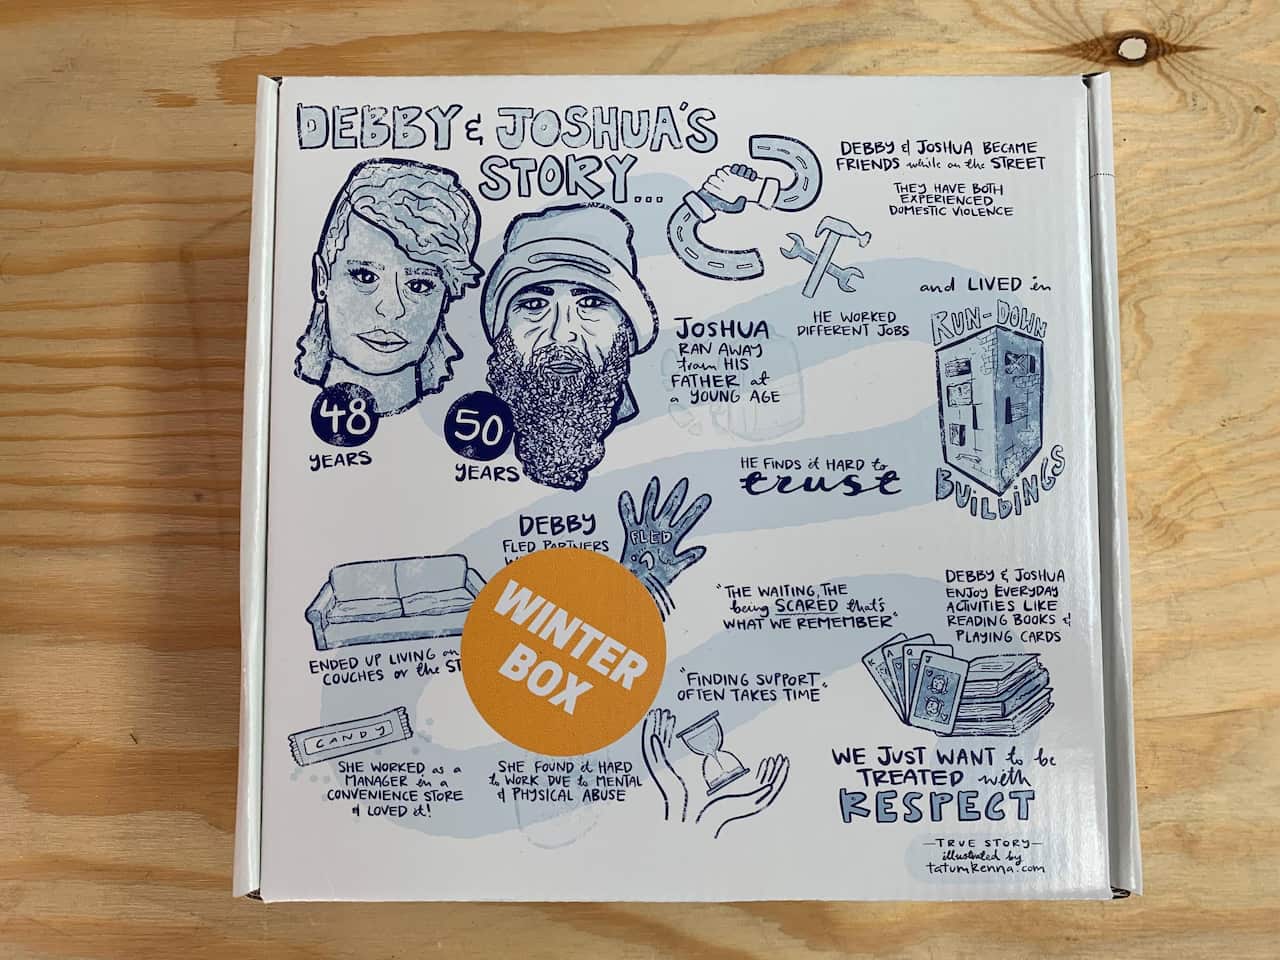 DEBBY & JOSHUA'S
STORY...
48
YEARS
50
YEARS
DEBBY & JOSHUA BECAME
FRIENDS while on the STREET
THEY HAVE BOTH
EXPERIENCED
DOMESTIC VIOLENCE
HE WORKED
DIFFERENT JOBS
and LIVED in
RUN-DOWN
BUILDINGS
JOSHUA
RAN AWAY
from HIS
FATHER at
a YOUNG AGE
HE FINDS it HARD to
trust
DEBBY
FLED PARTNERS
FLED
WINTER
BOX
ENDED UP LIVING on
COUCHES or the ST
"THE WAITING, THE
being SCARED that's
WHAT WE REMEMBER"
DEBBY & JOSHUA
ENJOY EVERYDAY
ACTIVITIES LIKE
READING BOOKS &
PLAYING CARDS
K
A
Q
J
"FINDING SUPPORT
OFTEN TAKES TIME"
CANDY
SHE WORKED as a
MANAGER in a
CONVENIENCE STORE
& LOVED it!
SHE FOUND it HARD
to WORK DUE to MENTAL
& PHYSICAL ABUSE
WE JUST WANT to be
TREATED with
RESPECT
—TRUE STORY—
illustrated by
tatumkenna.com